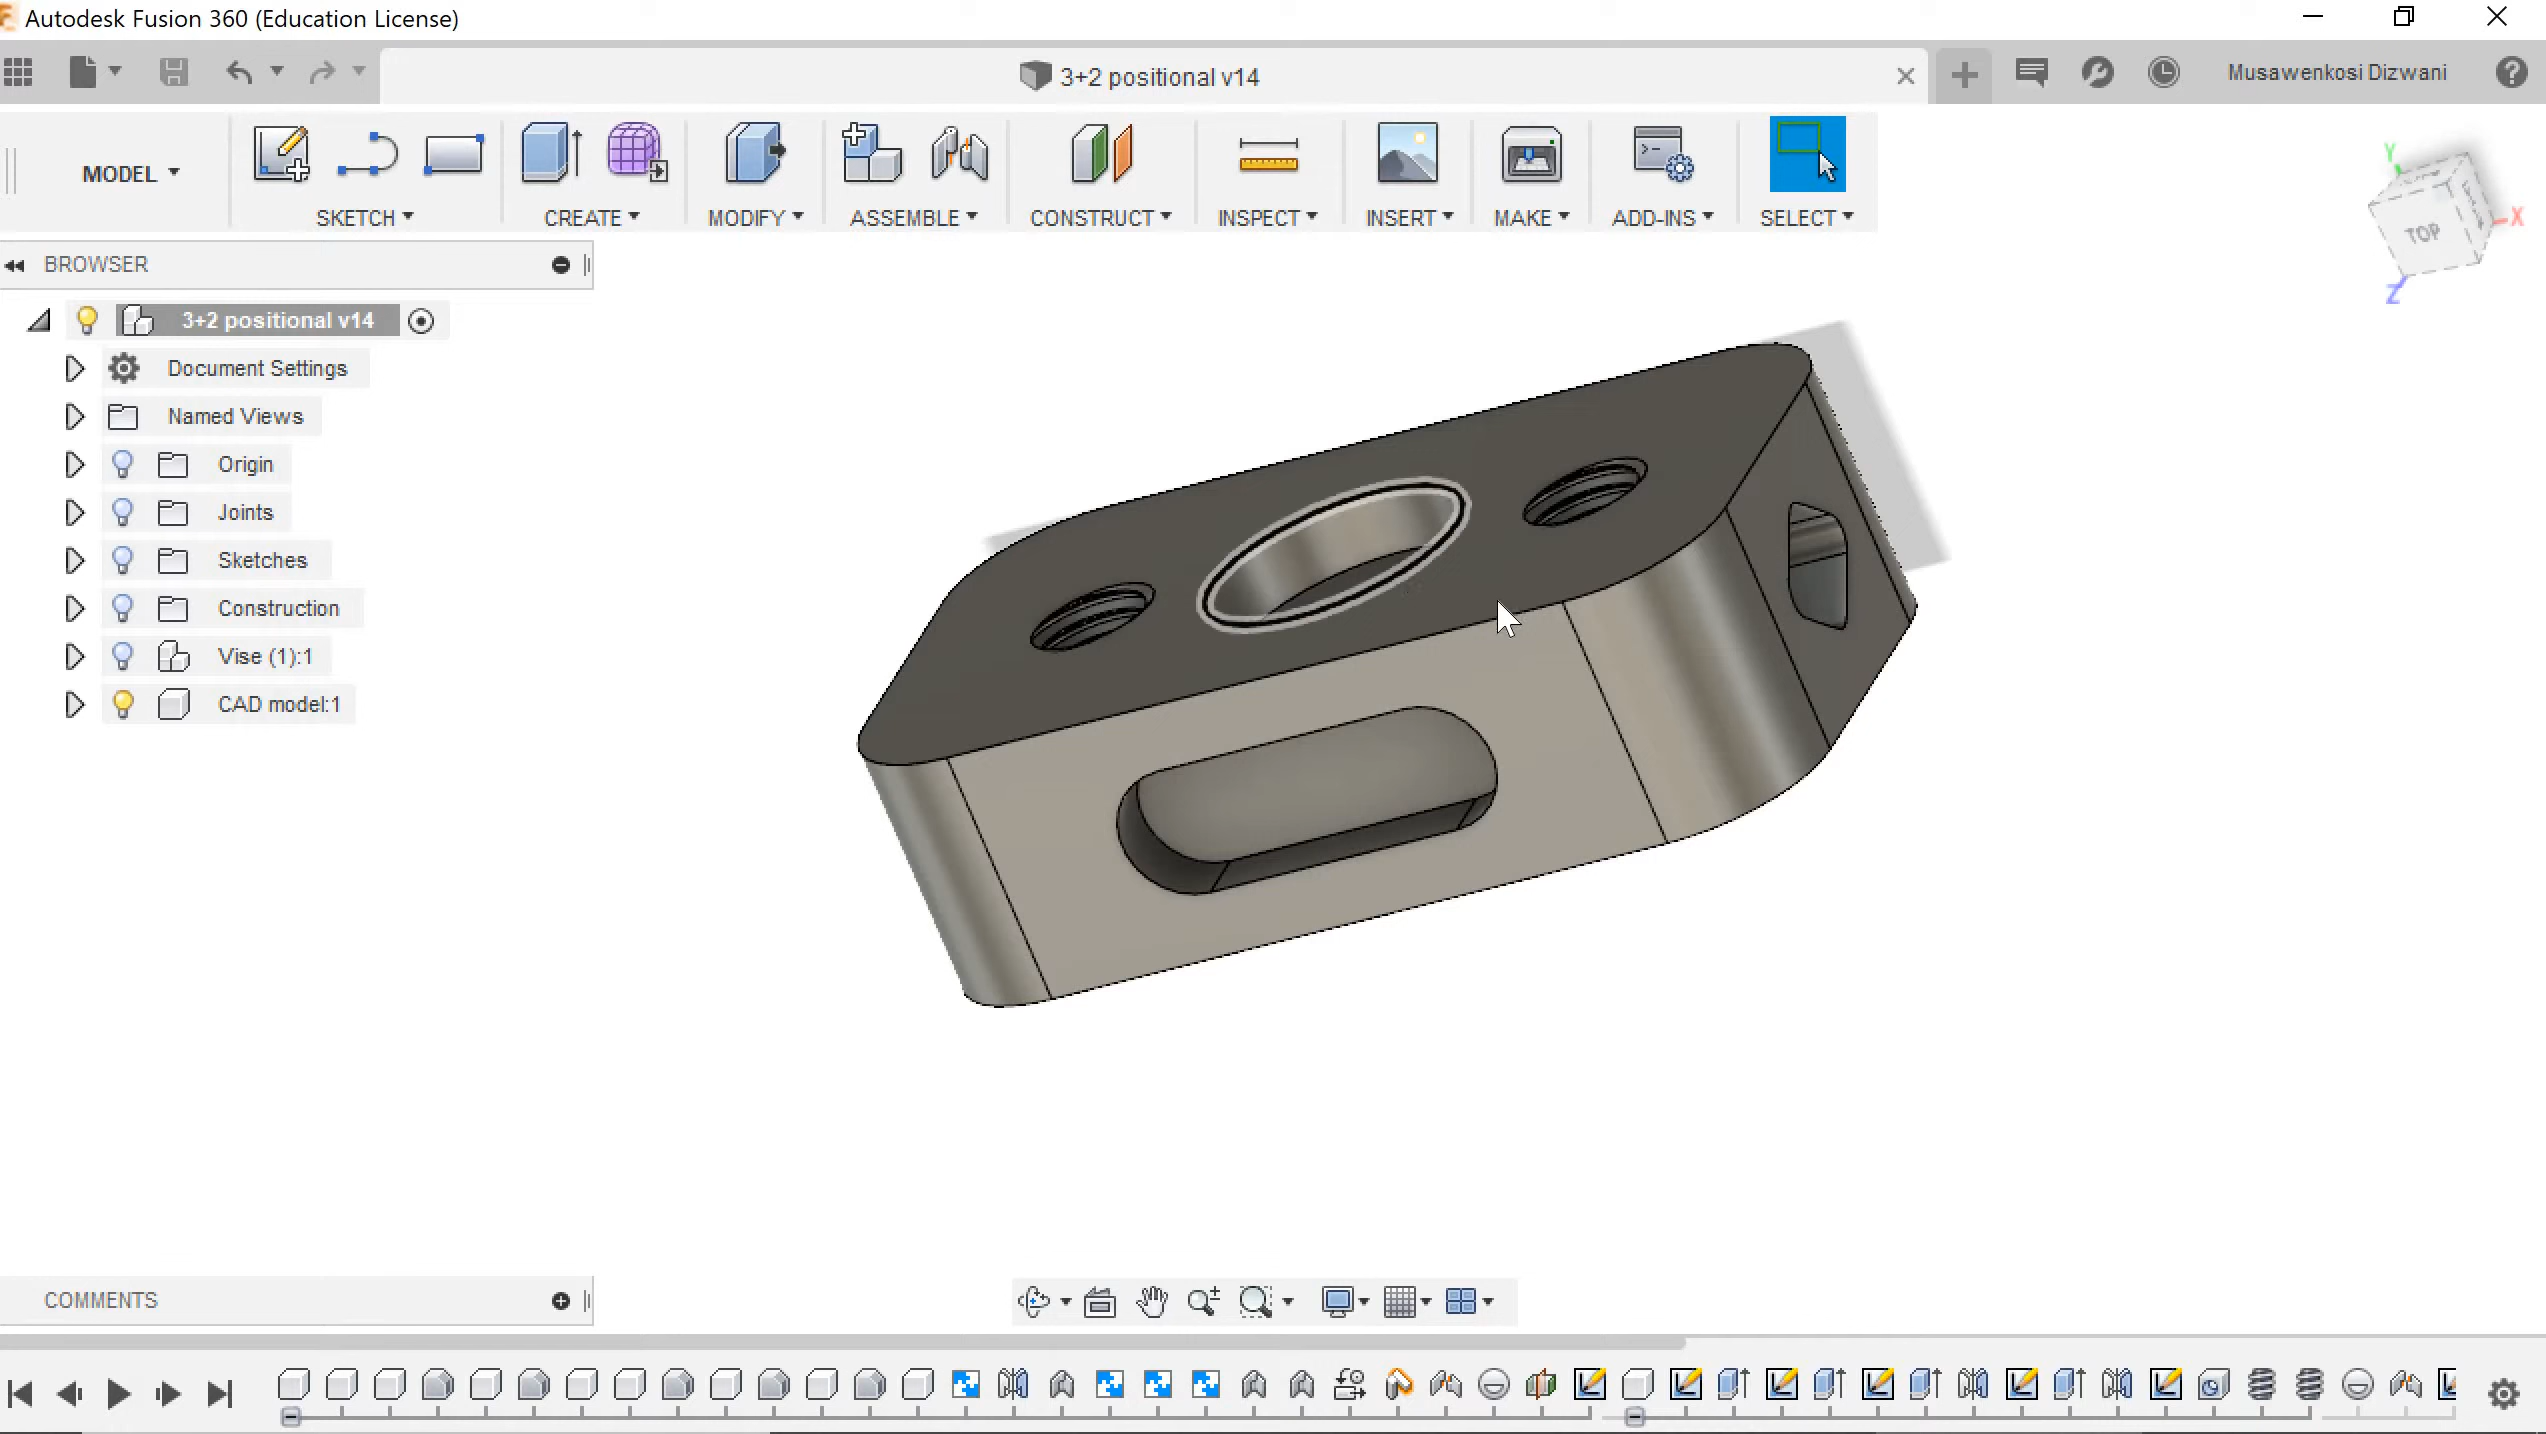 Autodesk Fusion 360 (Education License)
3+2 positional v14
Musawenkosi Dizwani
MODEL
SKETCH
CREATE
MODIFY
ASSEMBLE
CONSTRUCT
INSPECT
INSERT
MAKE
ADD-INS
SELECT
Y
X
TOP
Z
BROWSER
3+2 positional v14
Document Settings
Named Views
Origin
Joints
Sketches
Construction
Vise (1):1
CAD model:1
COMMENTS